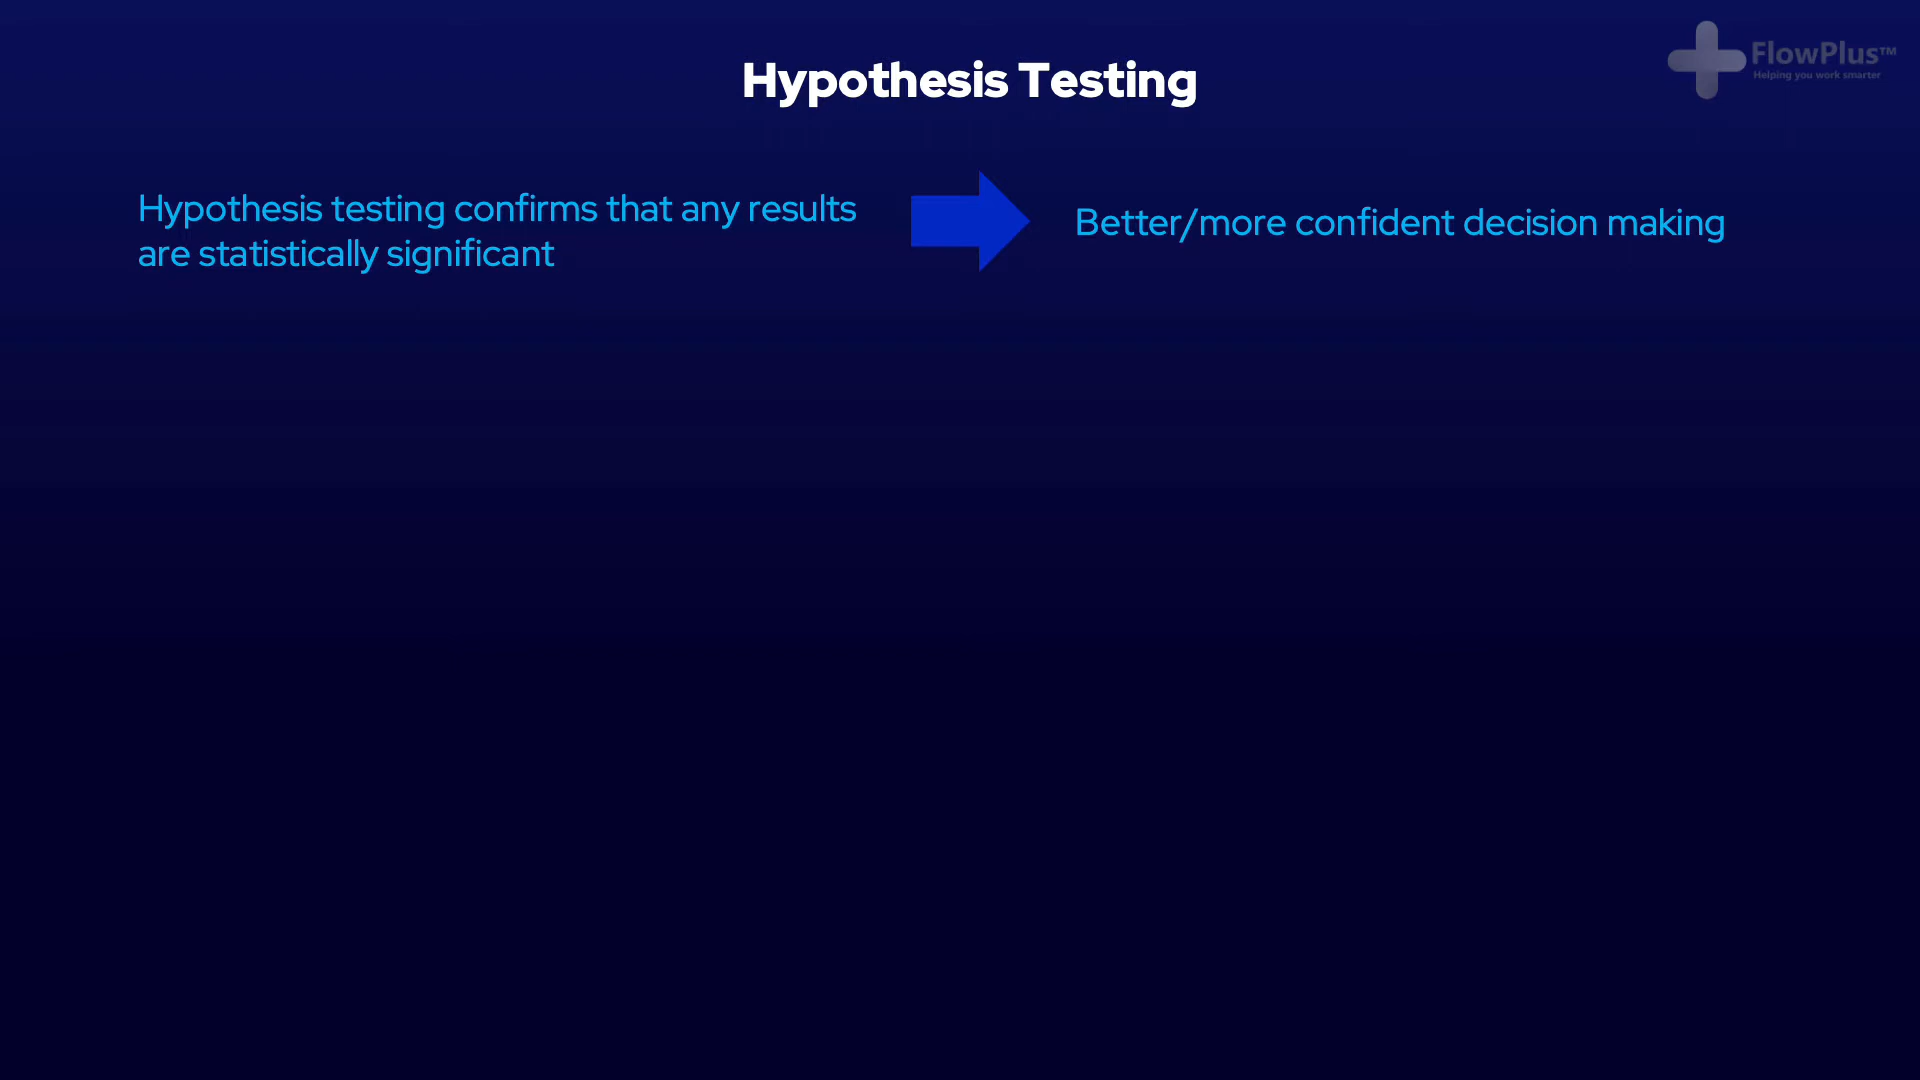 Hypothesis Testing
FlowPlus™
Helping you work smarter
Hypothesis testing confirms that any results
are statistically significant
Better/more confident decision making